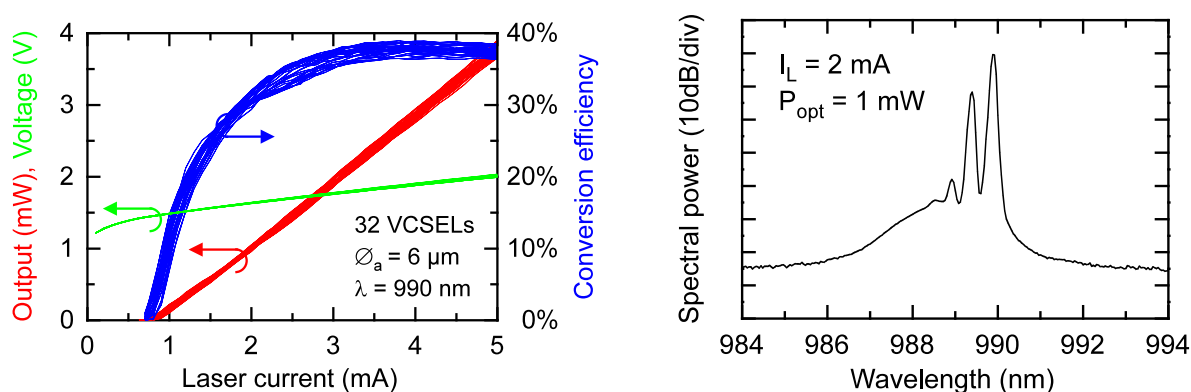 Output (mW), Voltage (V)
4
3
2
1
0
40%
30%
20%
10%
0%
Conversion efficiency
32 VCSELs
∅a = 6 µm
λ = 990 nm
0 1 2 3 4 5
Laser current (mA)
Spectral power (10dB/div)
IL = 2 mA
Popt = 1 mW
984 986 988 990 992 994
Wavelength (nm)